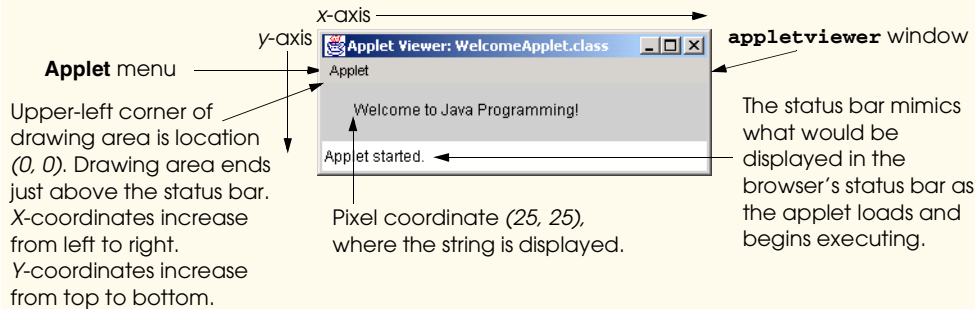 x-axis
y-axis
Applet Viewer: WelcomeApplet.class
appletviewer window
Applet menu
Applet
Upper-left corner of
drawing area is location
(0, 0). Drawing area ends
just above the status bar.
X-coordinates increase
from left to right.
Y-coordinates increase
from top to bottom.
Welcome to Java Programming!
Applet started.
Pixel coordinate (25, 25),
where the string is displayed.
The status bar mimics
what would be
displayed in the
browser's status bar as
the applet loads and
begins executing.